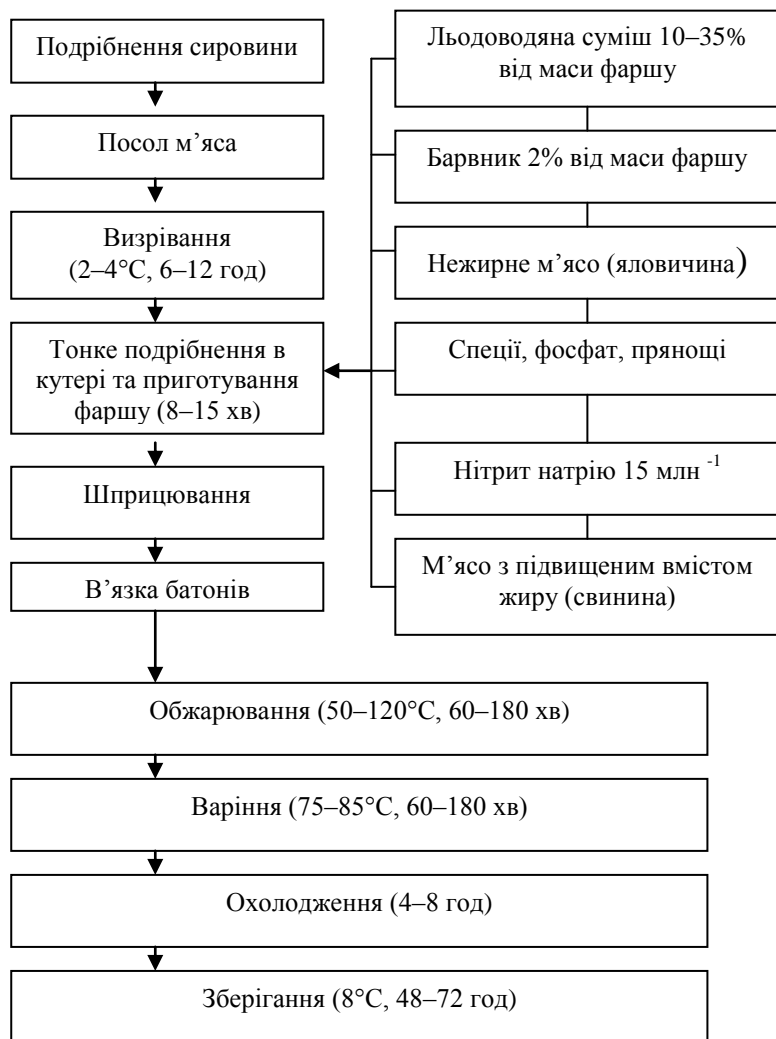 Подрібнення сировини
Посол м’яса
Визрівання
(2–4°С, 6–12 год)
Тонке подрібнення в
кутері та приготування
фаршу (8–15 хв)
Шприцювання
В’язка батонів
Льодоводяна суміш 10–35%
від маси фаршу
Барвник 2% від маси фаршу
Нежирне м’ясо (яловичина)
Спеції, фосфат, прянощі
Нітрит натрію 15 млн ⁻¹
М’ясо з підвищеним вмістом
жиру (свинина)
Обжарювання (50–120°С, 60–180 хв)
Варіння (75–85°С, 60–180 хв)
Охолодження (4–8 год)
Зберігання (8°С, 48–72 год)